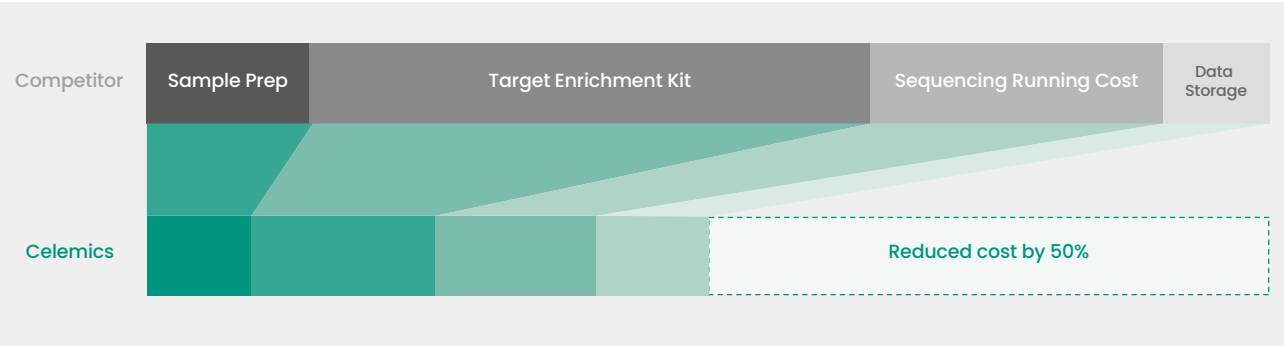 Competitor
Sample Prep
Target Enrichment Kit
Sequencing Running Cost
Data
Storage
Celemics
Reduced cost by 50%